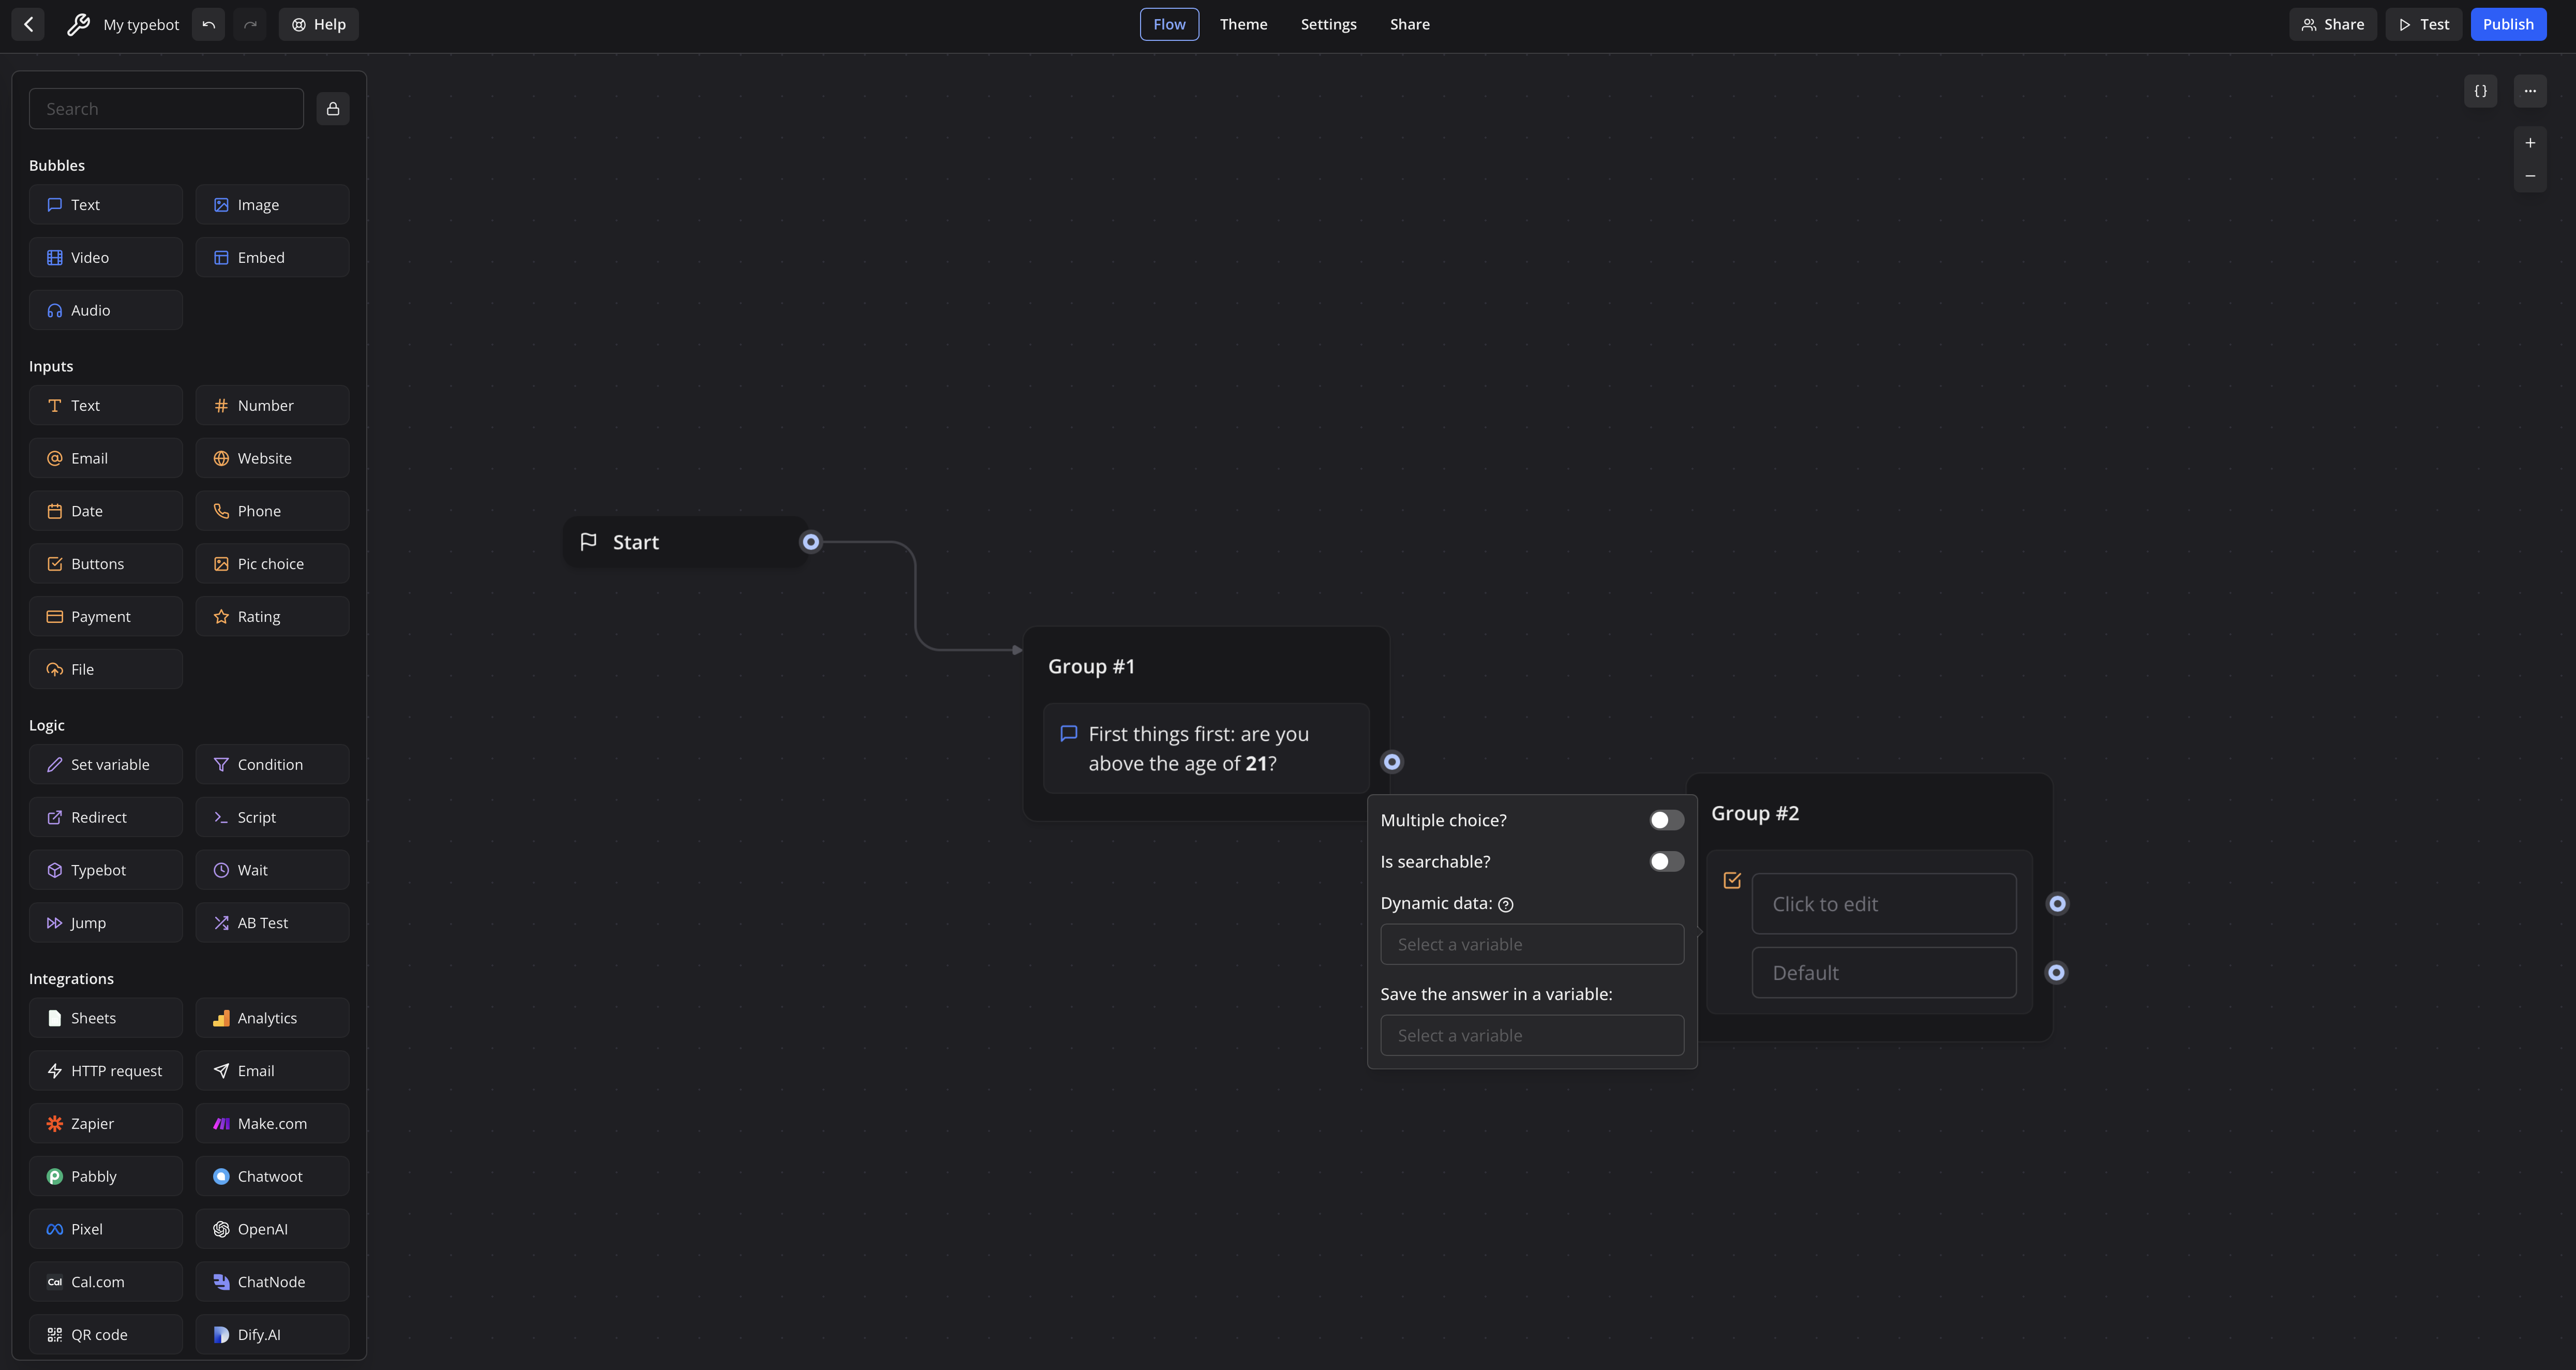 My typebot
Help
Flow
Theme
Settings
Share
Share
Test
Publish
Search
Bubbles
Text
Image
Video
Embed
Audio
Inputs
Text
Number
Email
Website
Date
Phone
Buttons
Pic choice
Payment
Rating
File
Logic
Set variable
Condition
Redirect
Script
Typebot
Wait
Jump
AB Test
Integrations
Sheets
Analytics
HTTP request
Email
Zapier
Make.com
Pabbly
Chatwoot
Pixel
OpenAI
Cal Cal.com
ChatNode
QR code
Dify.AI
Start
Group #1
First things first: are you
above the age of 21?
Multiple choice?
Is searchable?
Dynamic data:
Select a variable
Save the answer in a variable:
Select a variable
Group #2
Click to edit
Default